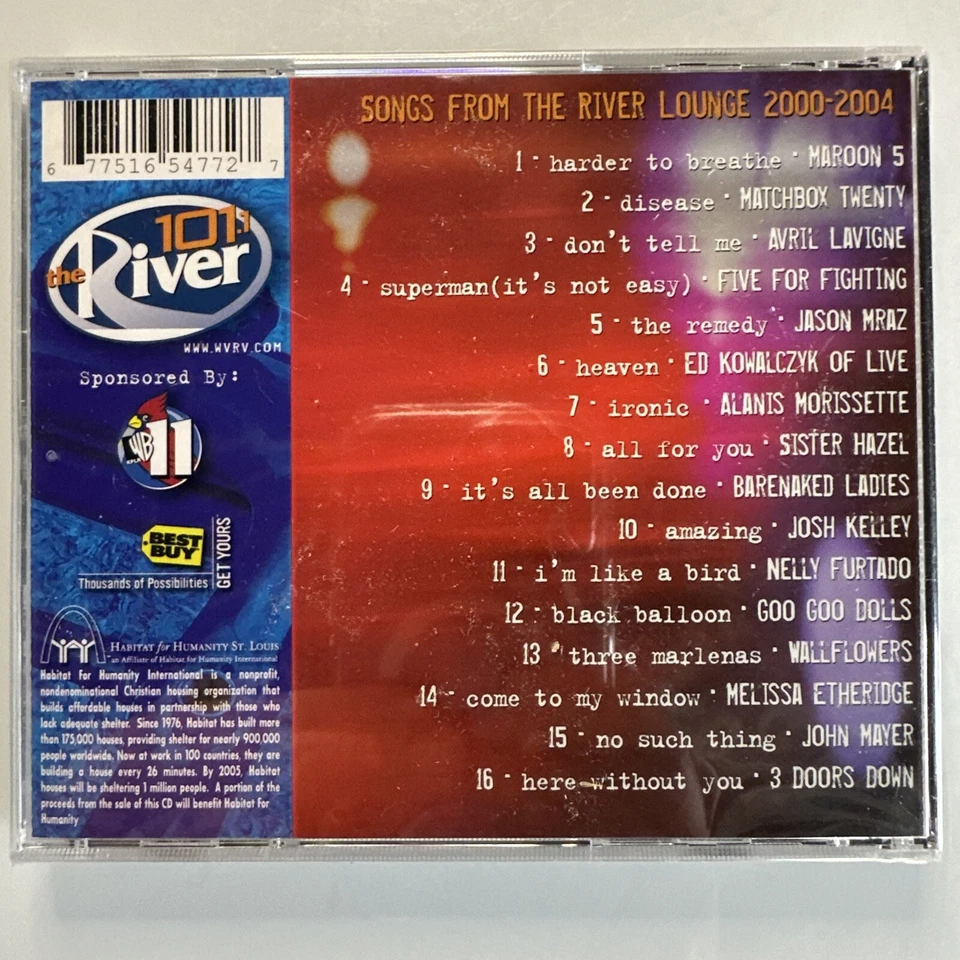 6 77516 54772 7
101.1
the River
WWW.WVRV.COM
Sponsored By:
KPLR WB 11
BEST
BUY
Thousands of Possibilities
GET YOURS
HABITAT for HUMANITY ST. LOUIS
an Affiliate of Habitat for Humanity International
Habitat For Humanity International is a nonprofit,
nondenominational Christian housing organization that
builds affordable houses in partnership with those who
lack adequate shelter. Since 1976, Habitat has built more
than 175,000 houses, providing shelter for nearly 900,000
people worldwide. Now at work in 100 countries, they are
building a house every 26 minutes. By 2005, Habitat
houses will be sheltering 1 million people. A portion of the
proceeds from the sale of this CD will benefit Habitat For
Humanity
SONGS FROM THE RIVER LOUNGE 2000-2004
1 - harder to breathe · MAROON 5
2 - disease · MATCHBOX TWENTY
3 - don't tell me · AVRIL LAVIGNE
4 - superman(it's not easy) · FIVE FOR FIGHTING
5 - the remedy · JASON MRAZ
6 - heaven · ED KOWALCZYK OF LIVE
7 - ironic · ALANIS MORISSETTE
8 - all for you · SISTER HAZEL
9 - it's all been done · BARENAKED LADIES
10 - amazing · JOSH KELLEY
11 - i'm like a bird · NELLY FURTADO
12 - black balloon · GOO GOO DOLLS
13 - three marlenas · WALLFLOWERS
14 - come to my window · MELISSA ETHERIDGE
15 - no such thing · JOHN MAYER
16 - here without you · 3 DOORS DOWN